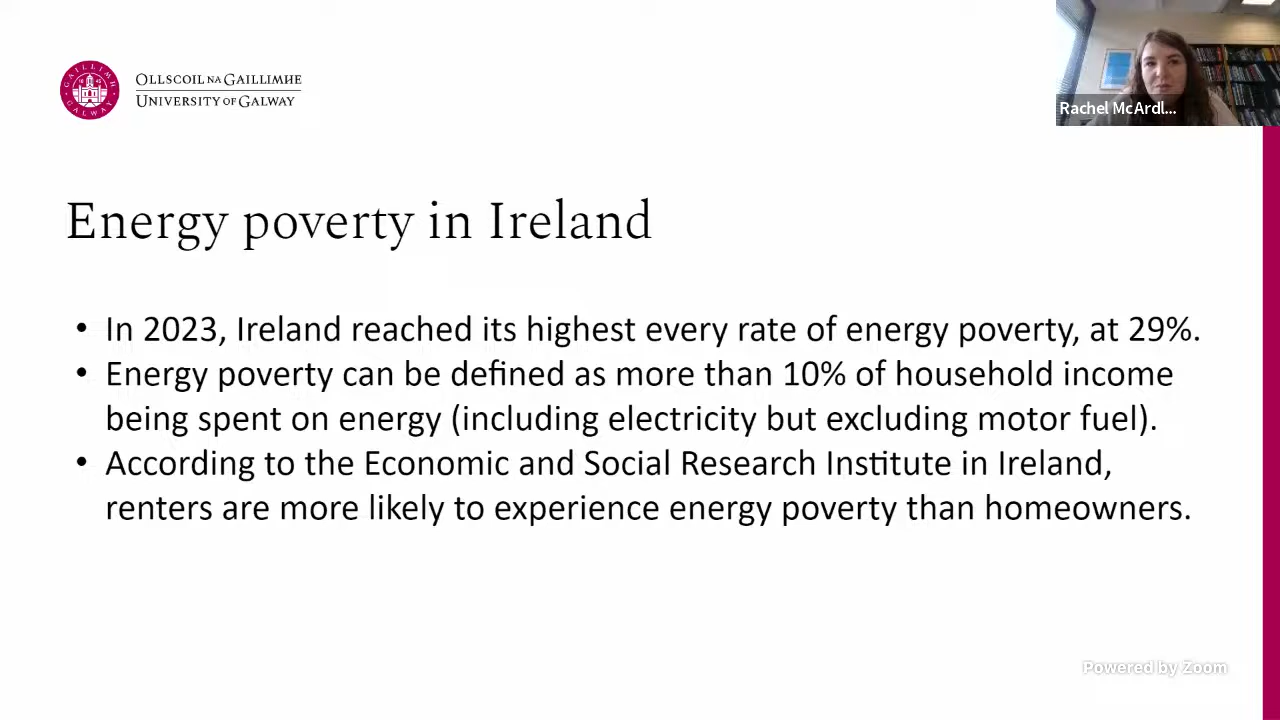 OLLSCOIL NA GAILLIMHE
UNIVERSITY OF GALWAY
GAILLIMH
GALWAY
Rachel McArdl...
Energy poverty in Ireland
• In 2023, Ireland reached its highest every rate of energy poverty, at 29%.
• Energy poverty can be defined as more than 10% of household income
being spent on energy (including electricity but excluding motor fuel).
• According to the Economic and Social Research Institute in Ireland,
renters are more likely to experience energy poverty than homeowners.
Powered by Zoom